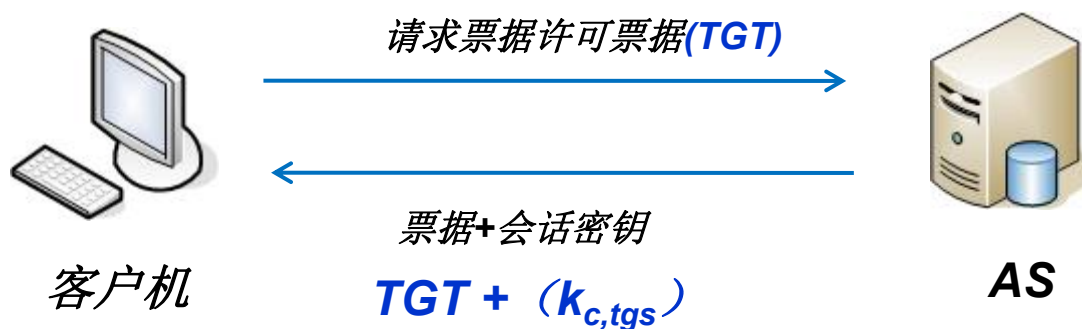 请求票据许可票据(TGT)
票据+会话密钥
客户机
TGT +（kc,tgs）
AS